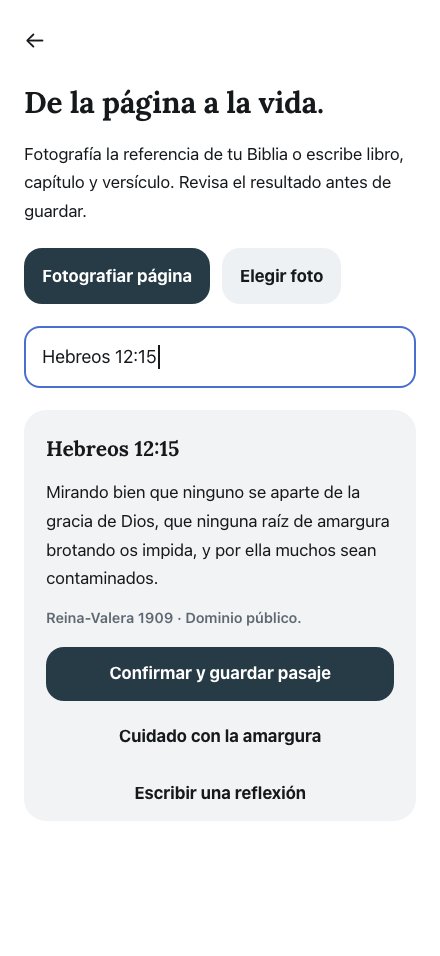 De la página a la vida.
Fotografía la referencia de tu Biblia o escribe libro,
capítulo y versículo. Revisa el resultado antes de
guardar.
Fotografiar página
Elegir foto
Hebreos 12:15
Hebreos 12:15
Mirando bien que ninguno se aparte de la
gracia de Dios, que ninguna raíz de amargura
brotando os impida, y por ella muchos sean
contaminados.
Reina-Valera 1909 · Dominio público.
Confirmar y guardar pasaje
Cuidado con la amargura
Escribir una reflexión